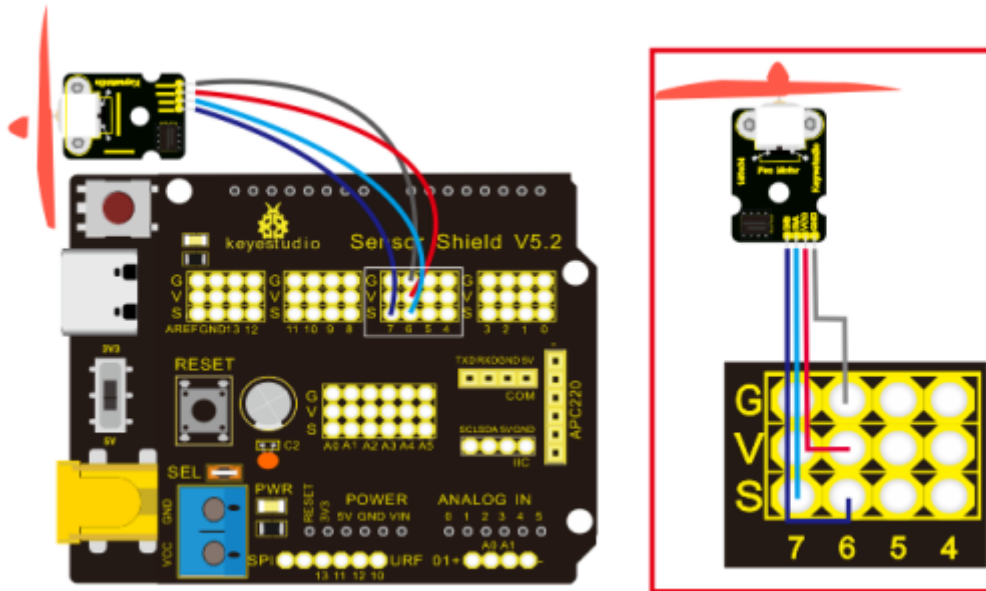 keyestudio
Sensor Shield V5.2
G
V
S
AREF GND 13 12
G
V
S
11 10 9 8
G
V
S
7 6 5 4
G
V
S
3 2 1 0
3V3
5V
RESET
C2
G
V
S
A0 A1 A2 A3 A4 A5
TXD RXD GND 5V
COM
SCL SDA 5V GND
IIC
-
APC220
SEL
GND
VCC
PWR
RESET
3V3
POWER
5V GND VIN
ANALOG IN
0 1 2 3 4 5
A0 A1
SPI
13 11 12 10
URF
01+
-
Keyestudio
G
V
S
7 6 5 4